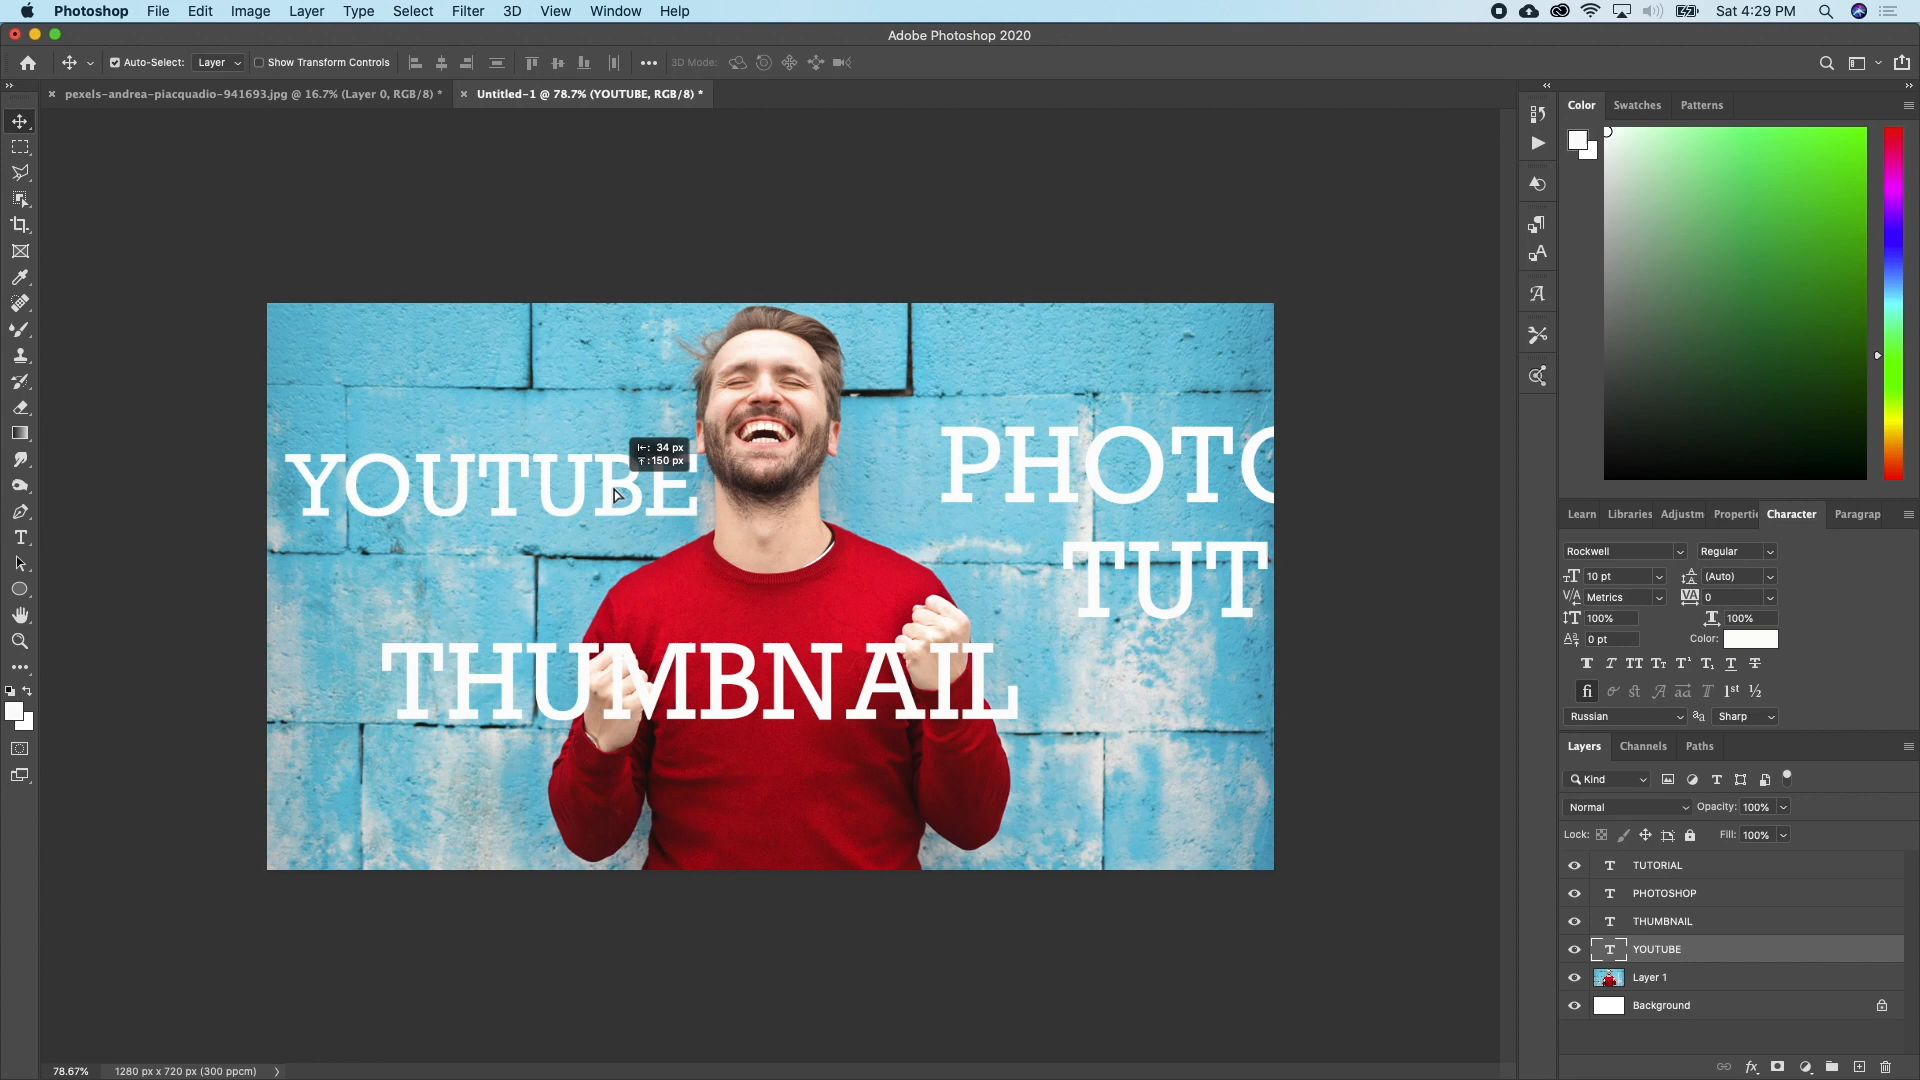 Photoshop File Edit Image Layer Type Select Filter 3D View Window Help Sat 4:29 PM
Adobe Photoshop 2020
Auto-Select: Layer Show Transform Controls 3D Mode:
pexels-andrea-piacquadio-941693.jpg @ 16.7% (Layer 0, RGB/8) * Untitled-1 @ 78.7% (YOUTUBE, RGB/8) *
Color Swatches Patterns
34 px
150 px
YOUTUBE
PHOTO
TUT
THUMBNAIL
Learn Libraries Adjustm Properti Character Paragrap
Rockwell Regular
10 pt (Auto)
Metrics 0
100% 100%
0 pt Color:
Russian Sharp
Layers Channels Paths
Kind
Normal Opacity: 100%
Lock: Fill: 100%
TUTORIAL
PHOTOSHOP
THUMBNAIL
YOUTUBE
Layer 1
Background
78.67% 1280 px x 720 px (300 ppcm)